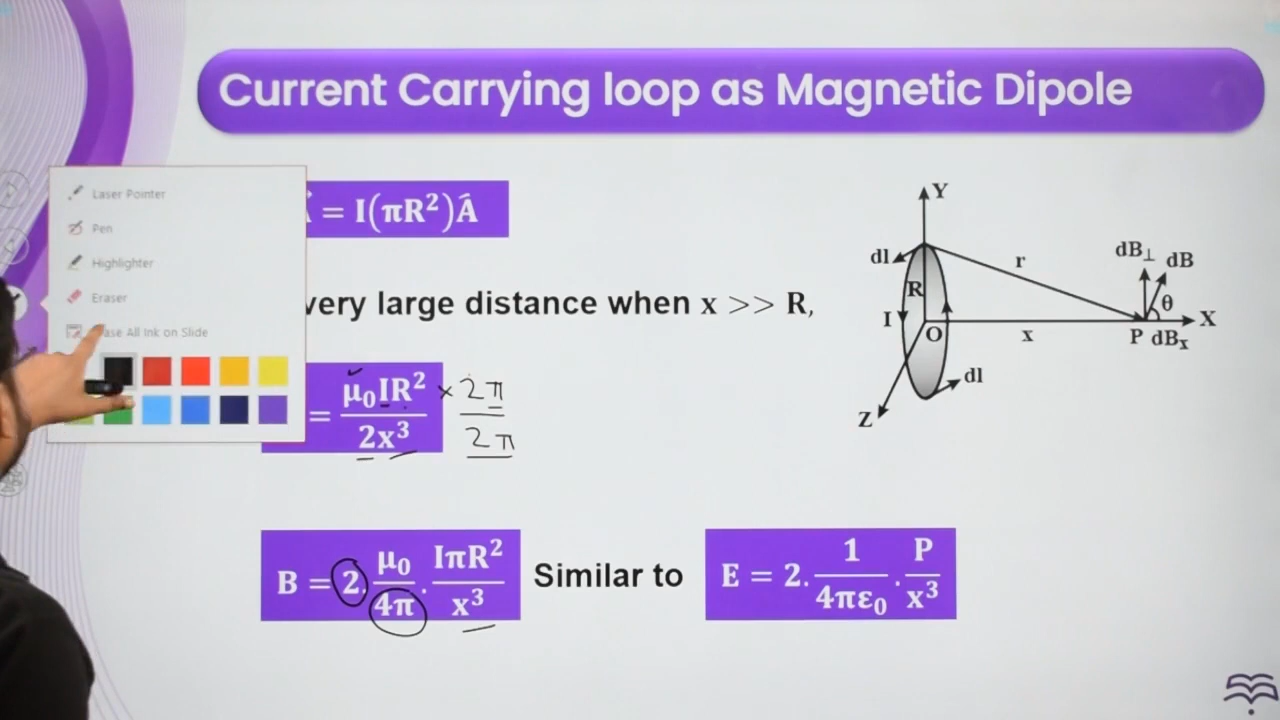 Current Carrying loop as Magnetic Dipole
Laser Pointer
Pen
Highlighter
Eraser
All Ink on Slide
= I(πR²)Â
very large distance when x >> R,
= μ₀IR² / 2x³ × 2π / 2π
B = 2. μ₀ / 4π . IπR² / x³ Similar to E = 2. 1 / 4πε₀ . P / x³
Y
dl
r
dB⊥ dB
R
θ
I
O
x
P dBₓ
X
dl
Z